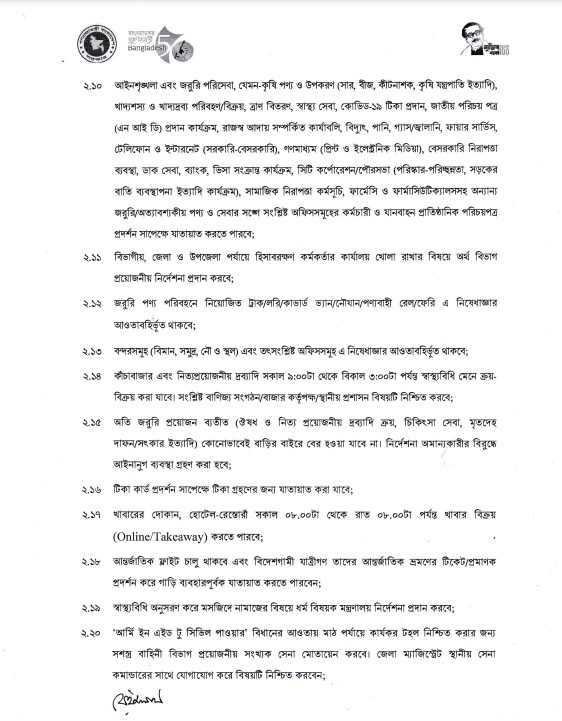 Bangladesh 50
২.১০ আইনশৃঙ্খলা এবং জরুরি পরিসেবা, যেমন-কৃষি পণ্য ও উপকরণ (সার, বীজ, কীটনাশক, কৃষি যন্ত্রপাতি ইত্যাদি),
খাদ্যশস্য ও খাদ্যদ্রব্য পরিবহণ/বিক্রয়, ত্রাণ বিতরণ, স্বাস্থ্য সেবা, কোভিড-১৯ টিকা প্রদান, জাতীয় পরিচয় পত্র
(এন আই ডি) প্রদান কার্যক্রম, রাজস্ব আদায় সম্পর্কিত কার্যাবলি, বিদ্যুৎ, পানি, গ্যাস/জ্বালানি, ফায়ার সার্ভিস,
টেলিফোন ও ইন্টারনেট (সরকারি-বেসরকারি), গণমাধ্যম (প্রিন্ট ও ইলেক্ট্রনিক মিডিয়া), বেসরকারি নিরাপত্তা
ব্যবস্থা, ডাক সেবা, ব্যাংক, ভিসা সংক্রান্ত কার্যক্রম, সিটি কর্পোরেশন/পৌরসভা (পরিষ্কার-পরিচ্ছন্নতা, সড়কের
বাতি ব্যবস্থাপনা ইত্যাদি কার্যক্রম), সামাজিক নিরাপত্তা কর্মসূচি, ফার্মেসি ও ফার্মাসিউটিক্যালসসহ অন্যান্য
জরুরি/অত্যাবশ্যকীয় পণ্য ও সেবার সঙ্গে সংশ্লিষ্ট অফিসসমূহের কর্মচারী ও যানবাহন প্রাতিষ্ঠানিক পরিচয়পত্র
প্রদর্শন সাপেক্ষে যাতায়াত করতে পারবে;
২.১১ বিভাগীয়, জেলা ও উপজেলা পর্যায়ে হিসাবরক্ষণ কর্মকর্তার কার্যালয় খোলা রাখার বিষয়ে অর্থ বিভাগ
প্রয়োজনীয় নির্দেশনা প্রদান করবে;
২.১২ জরুরি পণ্য পরিবহনে নিয়োজিত ট্রাক/লরি/কাভার্ড ভ্যান/নৌযান/পণ্যবাহী রেল/ফেরি এ নিষেধাজ্ঞার
আওতাবহির্ভূত থাকবে;
২.১৩ বন্দরসমূহ (বিমান, সমুদ্র, নৌ ও স্থল) এবং তৎসংশ্লিষ্ট অফিসসমূহ এ নিষেধাজ্ঞার আওতাবহির্ভূত থাকবে;
২.১৪ কাঁচাবাজার এবং নিত্যপ্রয়োজনীয় দ্রব্যাদি সকাল ৯:০০টা থেকে বিকাল ৩:০০টা পর্যন্ত স্বাস্থ্যবিধি মেনে ক্রয়-
বিক্রয় করা যাবে। সংশ্লিষ্ট বাণিজ্য সংগঠন/বাজার কর্তৃপক্ষ/স্থানীয় প্রশাসন বিষয়টি নিশ্চিত করবে;
২.১৫ অতি জরুরি প্রয়োজন ব্যতীত (ঔষধ ও নিত্য প্রয়োজনীয় দ্রব্যাদি ক্রয়, চিকিৎসা সেবা, মৃতদেহ
দাফন/সৎকার ইত্যাদি) কোনোভাবেই বাড়ির বাইরে বের হওয়া যাবে না। নির্দেশনা অমান্যকারীর বিরুদ্ধে
আইনানুগ ব্যবস্থা গ্রহণ করা হবে;
২.১৬ টিকা কার্ড প্রদর্শন সাপেক্ষে টিকা গ্রহণের জন্য যাতায়াত করা যাবে;
২.১৭ খাবারের দোকান, হোটেল-রেস্তোরাঁ সকাল ০৮.০০টা থেকে রাত ০৮.০০টা পর্যন্ত খাবার বিক্রয়
(Online/Takeaway) করতে পারবে;
২.১৮ আন্তর্জাতিক ফ্লাইট চালু থাকবে এবং বিদেশগামী যাত্রীগণ তাদের আন্তর্জাতিক ভ্রমণের টিকেট/প্রমাণক
প্রদর্শন করে গাড়ি ব্যবহারপূর্বক যাতায়াত করতে পারবেন;
২.১৯ স্বাস্থ্যবিধি অনুসরণ করে মসজিদে নামাজের বিষয়ে ধর্ম বিষয়ক মন্ত্রণালয় নির্দেশনা প্রদান করবে;
২.২০ ‘আর্মি ইন এইড টু সিভিল পাওয়ার’ বিধানের আওতায় মাঠ পর্যায়ে কার্যকর টহল নিশ্চিত করার জন্য
সশস্ত্র বাহিনী বিভাগ প্রয়োজনীয় সংখ্যক সেনা মোতায়েন করবে। জেলা ম্যাজিস্ট্রেট স্থানীয় সেনা
কমান্ডারের সাথে যোগাযোগ করে বিষয়টি নিশ্চিত করবেন;